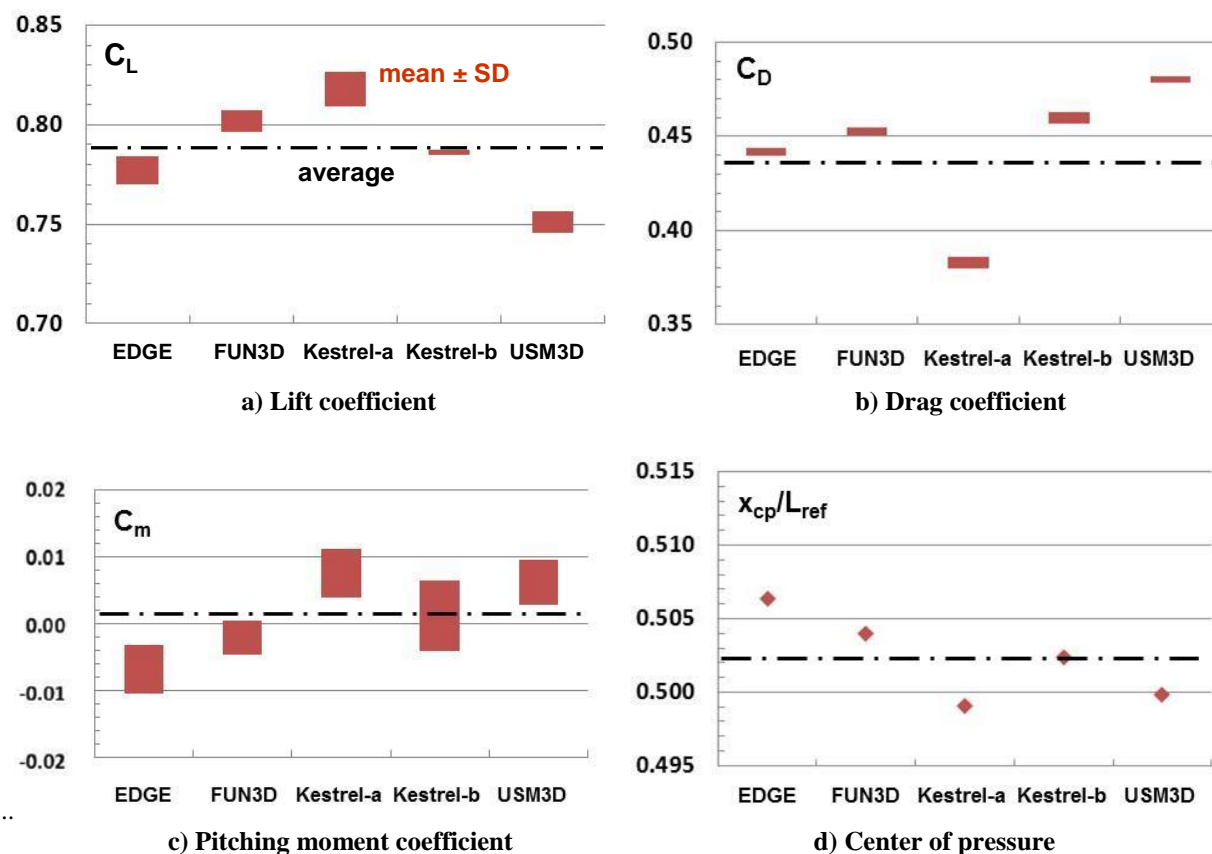 0.85
C_L
mean ± SD
0.80
average
0.75
0.70
EDGE FUN3D Kestrel-a Kestrel-b USM3D
a) Lift coefficient
0.50
C_D
0.45
0.40
0.35
EDGE FUN3D Kestrel-a Kestrel-b USM3D
b) Drag coefficient
0.02
C_m
0.01
0.00
-0.01
-0.02
EDGE FUN3D Kestrel-a Kestrel-b USM3D
..
c) Pitching moment coefficient
0.515
x_cp/L_ref
0.510
0.505
0.500
0.495
EDGE FUN3D Kestrel-a Kestrel-b USM3D
d) Center of pressure